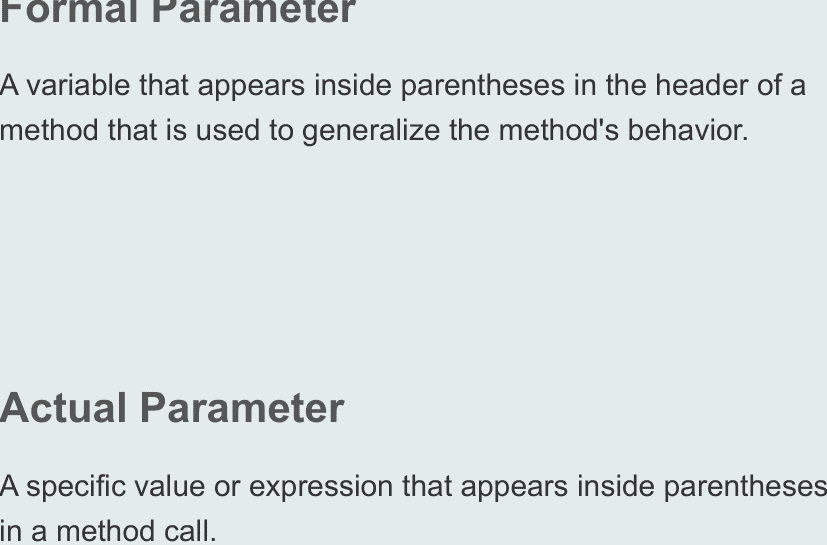 Formal Parameter
A variable that appears inside parentheses in the header of a
method that is used to generalize the method's behavior.
Actual Parameter
A specific value or expression that appears inside parentheses
in a method call.